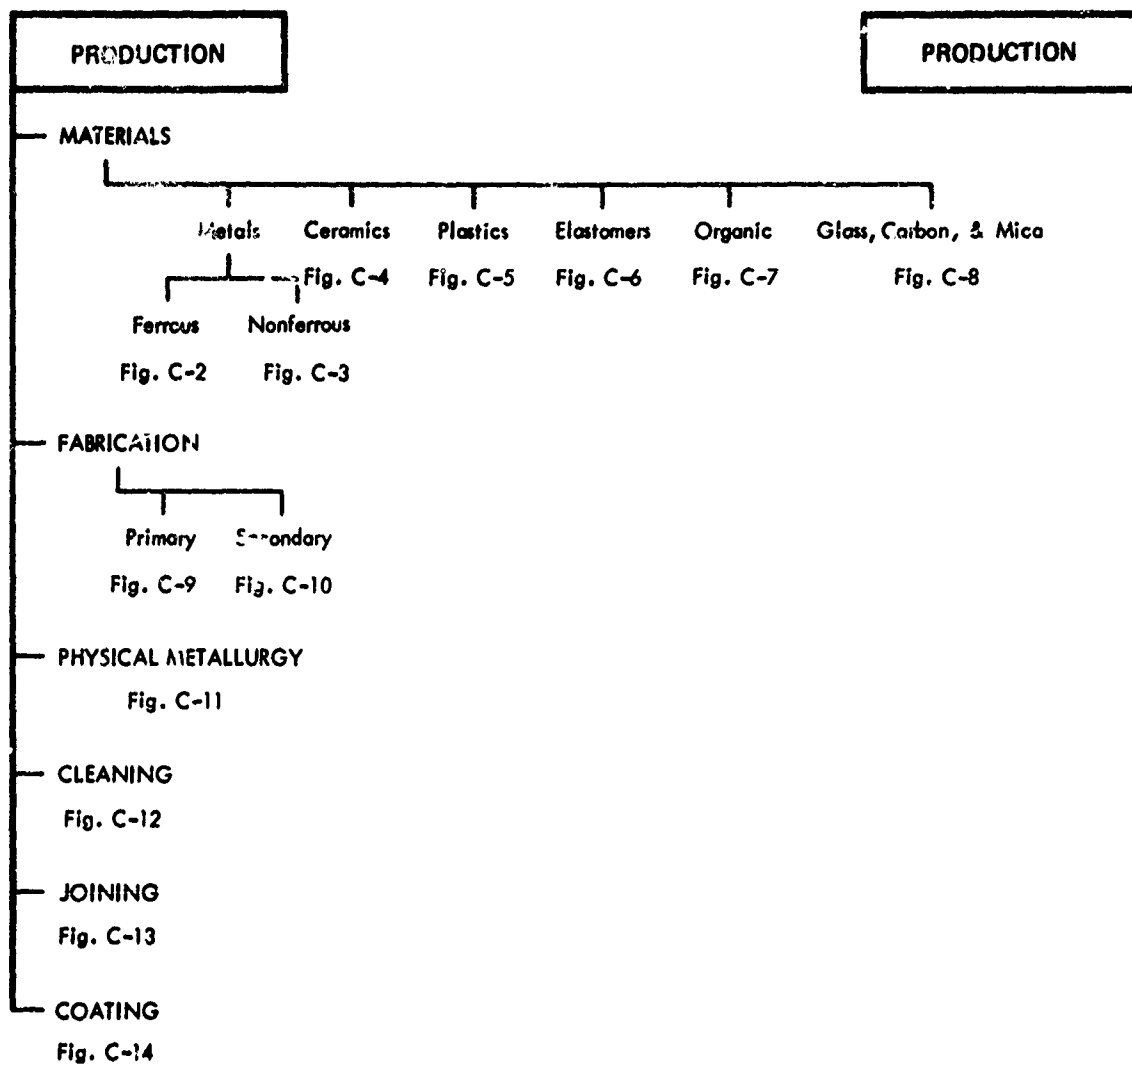 PRODUCTION PRODUCTION
MATERIALS
Metals Ceramics Plastics Elastomers Organic Glass, Carbon, & Mica
Fig. C-4 Fig. C-5 Fig. C-6 Fig. C-7 Fig. C-8
Ferrous Nonferrous
Fig. C-2 Fig. C-3
FABRICATION
Primary Secondary
Fig. C-9 Fig. C-10
PHYSICAL METALLURGY
Fig. C-11
CLEANING
Fig. C-12
JOINING
Fig. C-13
COATING
Fig. C-14